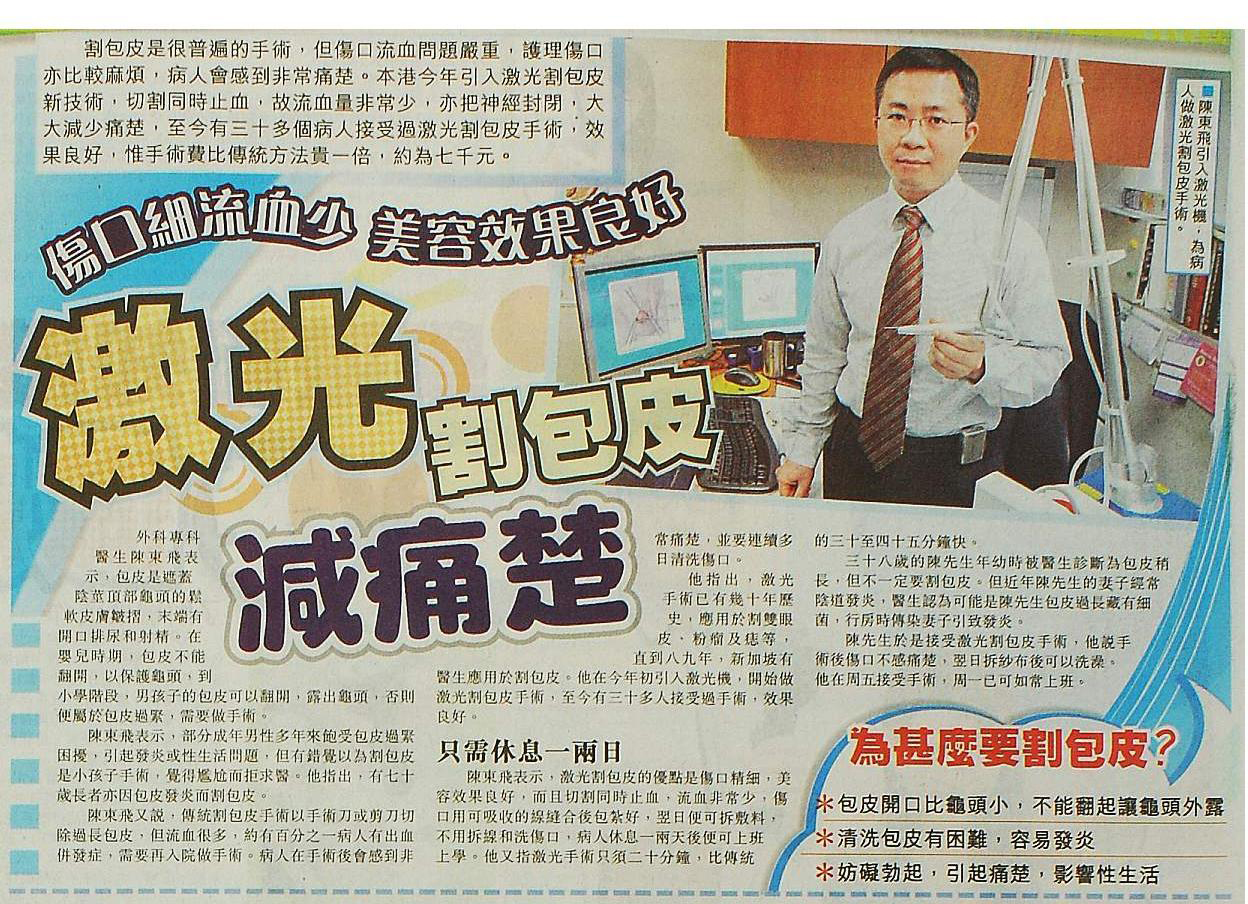 割包皮是很普遍的手術，但傷口流血問題嚴重，護理傷口
亦比較麻煩，病人會感到非常痛楚。本港今年引入激光割包皮
新技術，切割同時止血，故流血量非常少，亦把神經封閉，大
大減少痛楚，至今有三十多個病人接受過激光割包皮手術，效
果良好，惟手術費比傳統方法貴一倍，約為七千元。
■陳東飛引入激光機，為病
人做激光割包皮手術。
傷口細流血少 美容效果良好
激光割包皮
減痛楚
外科專科
醫生陳東飛表
示，包皮是遮蓋
陰莖頂部龜頭的鬆
軟皮膚皺摺，末端有
開口排尿和射精。在
嬰兒時期，包皮不能
翻開，以保護龜頭，到
小學階段，男孩子的包皮可以翻開，露出龜頭，否則
便屬於包皮過緊，需要做手術。
陳東飛表示，部分成年男性多年來飽受包皮過緊
困擾，引起發炎或性生活問題，但有錯覺以為割包皮
是小孩子手術，覺得尷尬而拒求醫。他指出，有七十
歲長者亦因包皮發炎而割包皮。
陳東飛又說，傳統割包皮手術以手術刀或剪刀切
除過長包皮，但流血很多，約有百分之一病人有出血
併發症，需要再入院做手術。病人在手術後會感到非
常痛楚，並要連續多
日清洗傷口。
他指出，激光
手術已有幾十年歷
史，應用於割雙眼
皮、粉瘤及痣等，
直到八九年，新加坡有
醫生應用於割包皮。他在今年初引入激光機，開始做
激光割包皮手術，至今有三十多人接受過手術，效果
良好。
只需休息一兩日
陳東飛表示，激光割包皮的優點是傷口精細，美
容效果良好，而且切割同時止血，流血非常少，傷
口用可吸收的線縫合後包紮好，翌日便可拆敷料，
不用拆線和洗傷口，病人休息一兩天後便可上班
上學。他又指激光手術只須二十分鐘，比傳統
的三十至四十五分鐘快。
三十八歲的陳先生年幼時被醫生診斷為包皮稍
長，但不一定要割包皮。但近年陳先生的妻子經常
陰道發炎，醫生認為可能是陳先生包皮過長藏有細
菌，行房時傳染妻子引致發炎。
陳先生於是接受激光割包皮手術，他說手
術後傷口不感痛楚，翌日拆紗布後可以洗澡。
他在周五接受手術，周一已可如常上班。
為甚麼要割包皮？
*包皮開口比龜頭小，不能翻起讓龜頭外露
*清洗包皮有困難，容易發炎
*妨礙勃起，引起痛楚，影響性生活